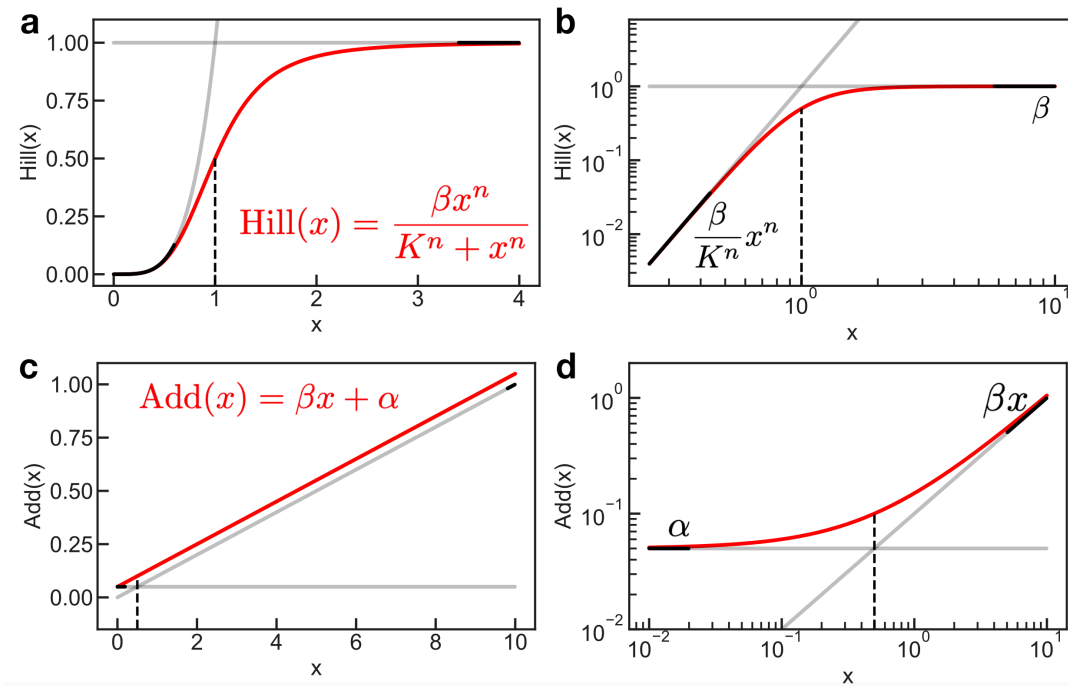 a
1.00
0.75
0.50
0.25
0.00
Hill(x)
Hill(x) = βx^n / (K^n + x^n)
0 1 2 3 4
x
b
10^0
10^-1
10^-2
Hill(x)
β
β/K^n x^n
10^0 10^1
x
c
1.00
0.75
0.50
0.25
0.00
Add(x)
Add(x) = βx + α
0 2 4 6 8 10
x
d
10^0
10^-1
10^-2
Add(x)
βx
α
10^-2 10^-1 10^0 10^1
x